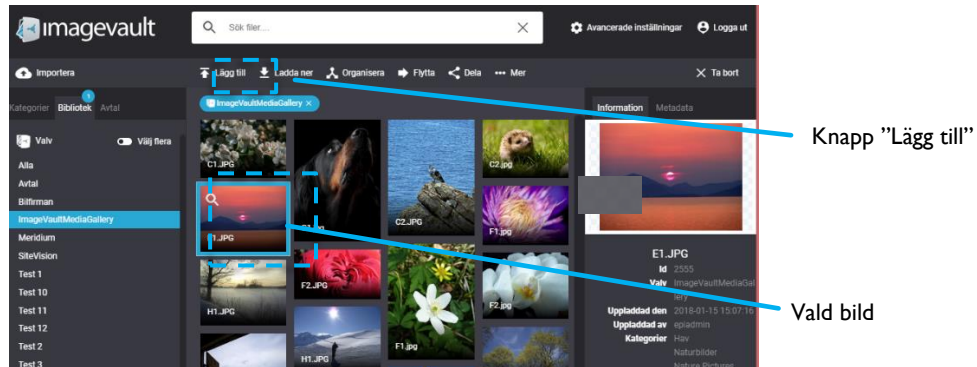 imagevault
Sök filer....
Avancerade inställningar
Logga ut
Importera
Lägg till
Ladda ner
Organisera
Flytta
Dela
Mer
Ta bort
Kategorier
Bibliotek
1
Avtal
ImageVaultMediaGallery ×
Information
Metadata
Valv
Välj flera
Alla
Avtal
Bilfirman
ImageVaultMediaGallery
Meridium
SiteVision
Test 1
Test 10
Test 11
Test 12
Test 2
Test 3
C1.JPG
C2.jpg
C2.JPG
F1.jpg
F2.JPG
H1.JPG
F2.jpg
F1.jpg
H1.JPG
E1.JPG
Id 2555
Valv ImageVaultMediaGal
lery
Uppladdad den 2018-01-15 15:07:16
Uppladdad av epiadmin
Kategorier Hav
Naturbilder
Nature Pictures
Knapp ”Lägg till”
Vald bild